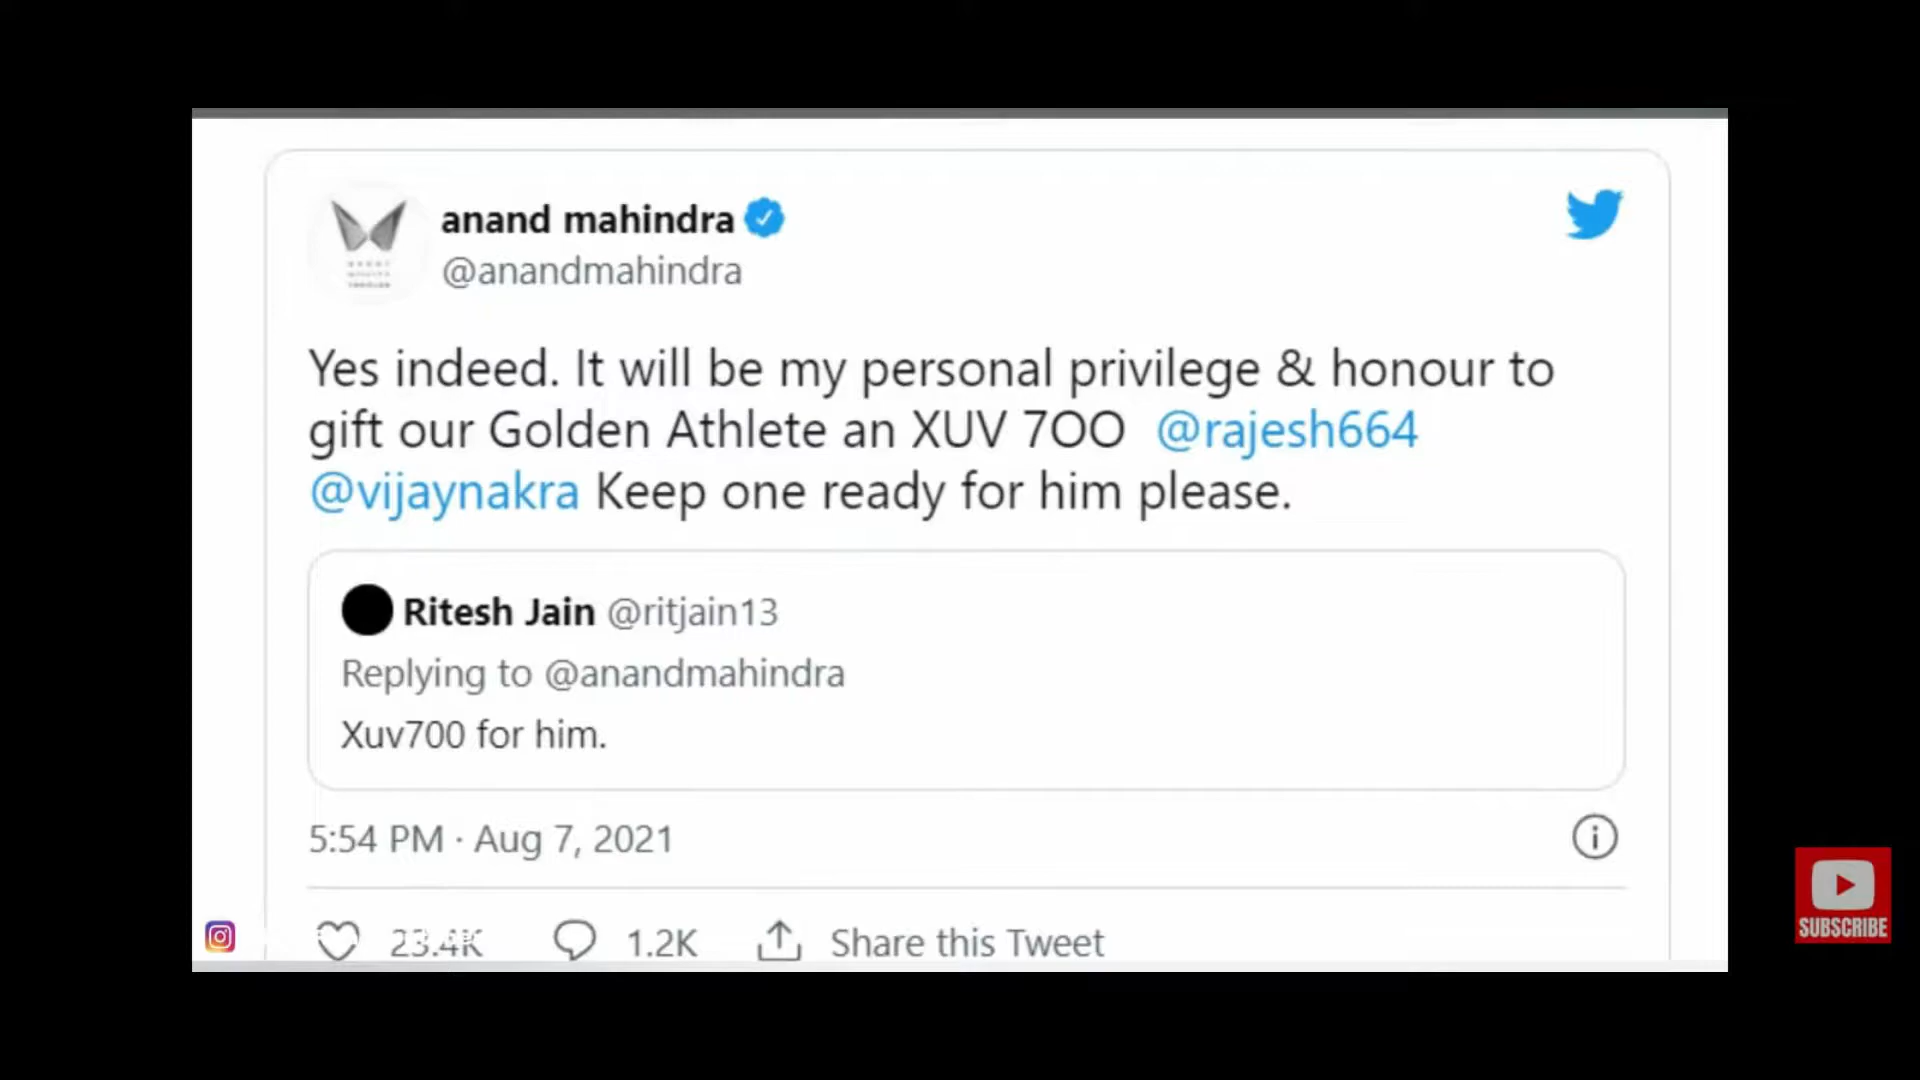 anand mahindra
@anandmahindra
Yes indeed. It will be my personal privilege & honour to
gift our Golden Athlete an XUV 7OO @rajesh664
@vijaynakra Keep one ready for him please.
Ritesh Jain @ritjain13
Replying to @anandmahindra
Xuv700 for him.
5:54 PM · Aug 7, 2021
23.4K 1.2K Share this Tweet
SUBSCRIBE